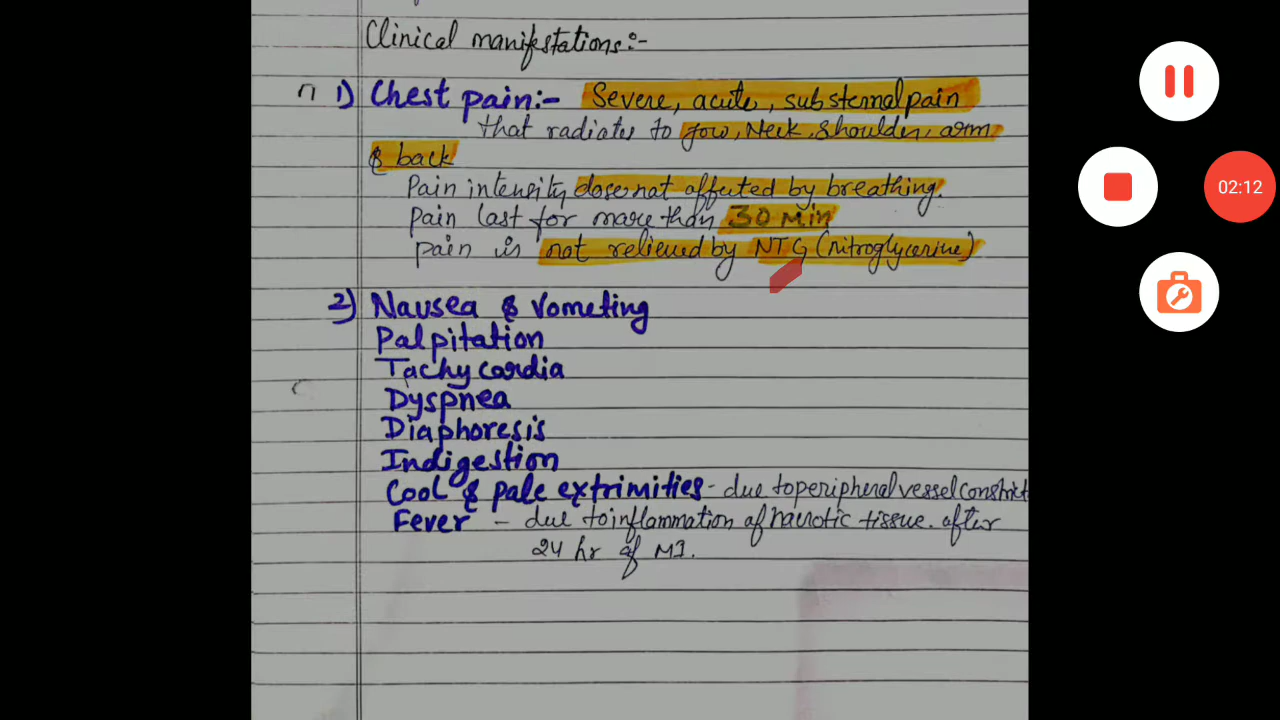 Clinical manifestations:-
1) Chest pain:- Severe, acute, substernal pain
that radiates to jow, Neck, Shoulder, arm
& back
Pain intensity dose not affected by breathing.
Pain last for more than 30 Min
pain is not relieved by NTG (nitroglycerine)
2) Nausea & Vometing
Palpitation
Tachycardia
Dyspnea
Diaphoresis
Indigestion
Cool & pale extrimities - due to peripheral vessel constrict
Fever - due to inflammation of necrotic tissue. after
24 hr of MI.
02:12